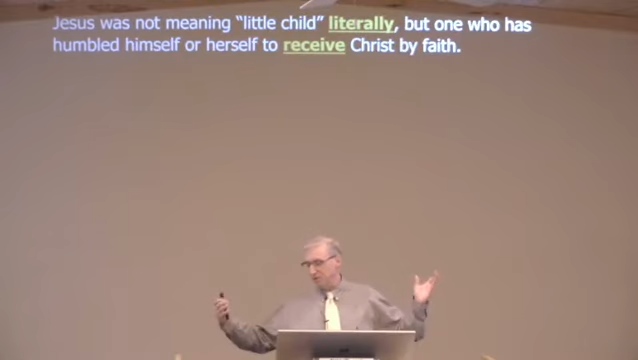 Jesus was not meaning “little child” literally, but one who has
humbled himself or herself to receive Christ by faith.